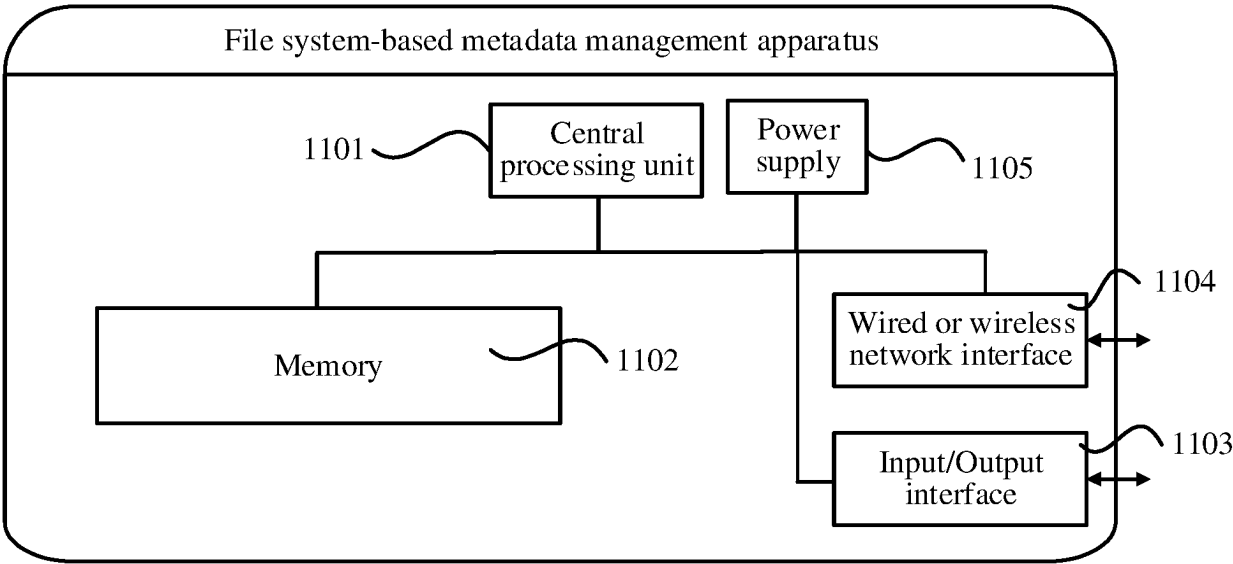 File system-based metadata management apparatus
1101
Central
processing unit
Power
supply
1105
1104
Wired or wireless
network interface
Memory
1102
1103
Input/Output
interface